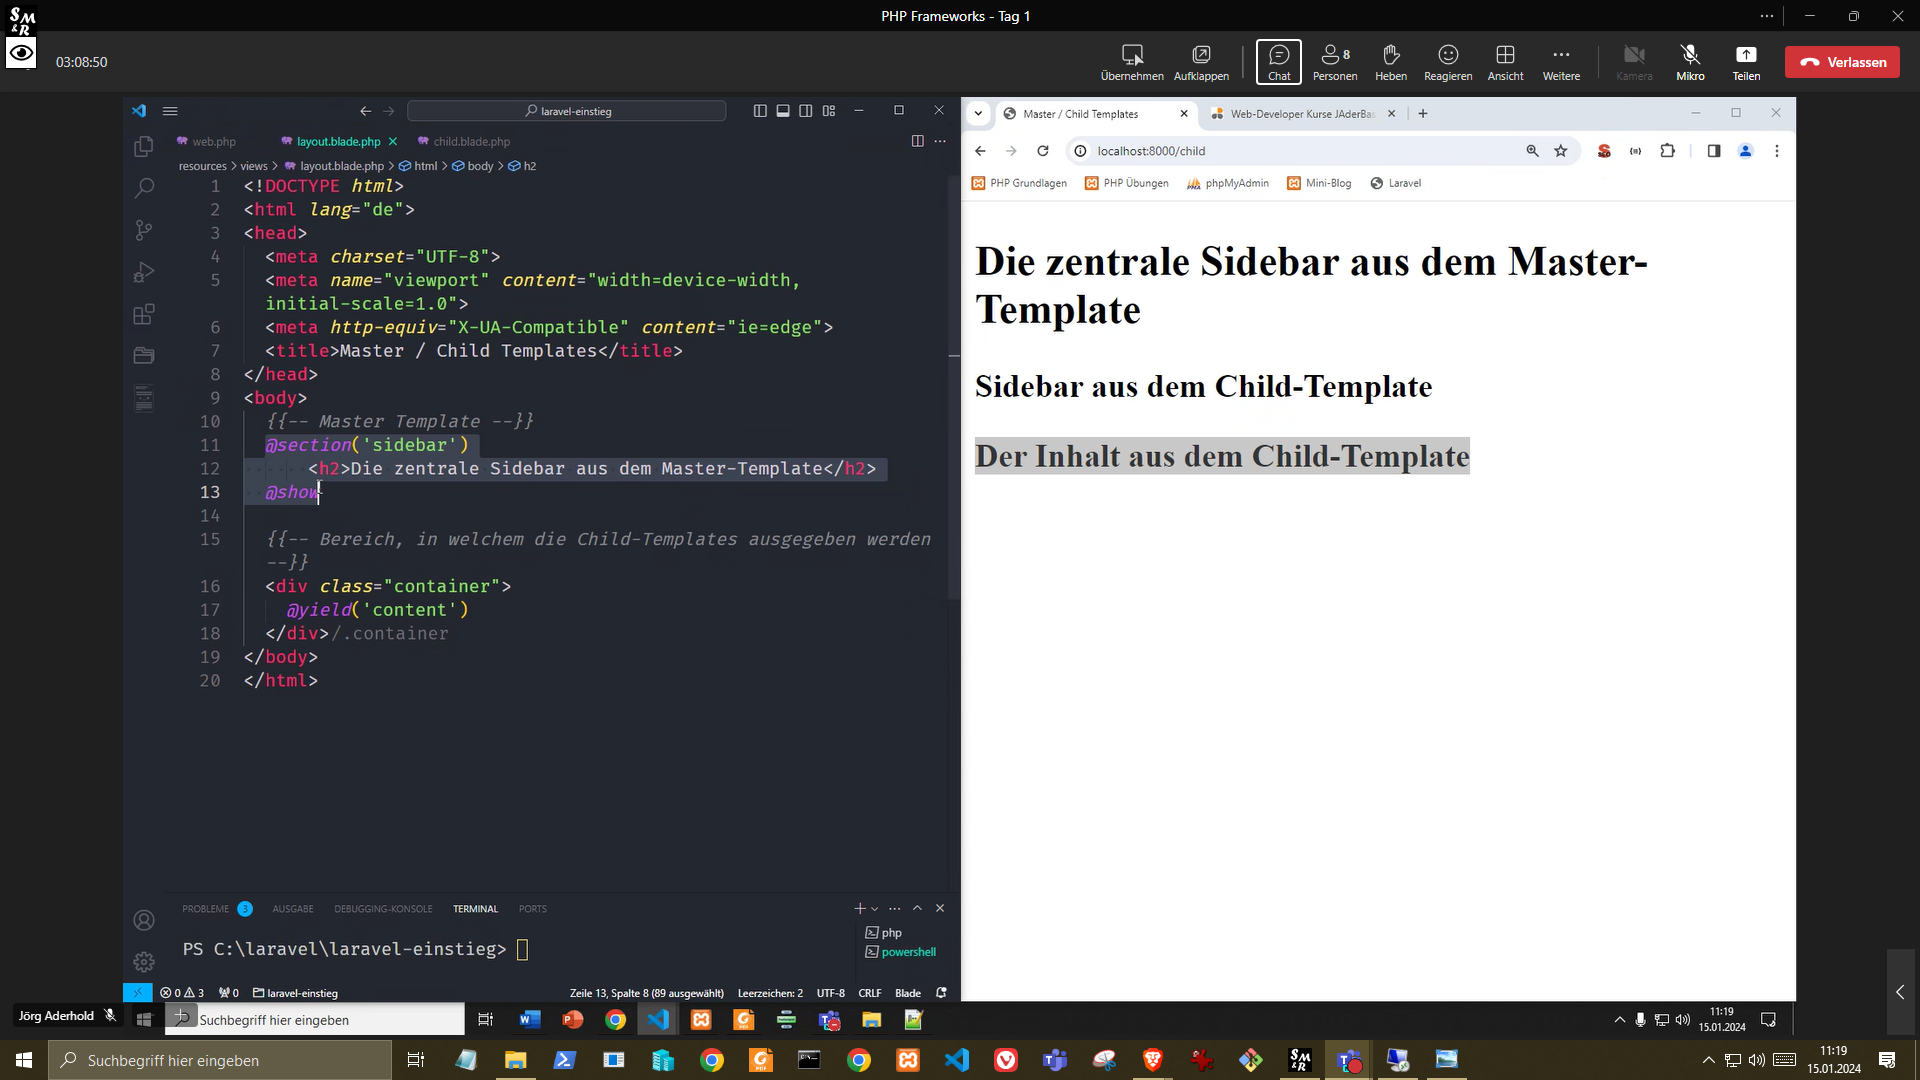 SM&R
PHP Frameworks - Tag 1
03:08:50
Übernehmen
Aufklappen
Chat
8
Personen
Heben
Reagieren
Ansicht
Weitere
Kamera
Mikro
Teilen
Verlassen
laravel-einstieg
web.php
layout.blade.php
child.blade.php
resources > views > layout.blade.php > html > body > h2
1 <!DOCTYPE html>
2 <html lang="de">
3 <head>
4 <meta charset="UTF-8">
5 <meta name="viewport" content="width=device-width,
initial-scale=1.0">
6 <meta http-equiv="X-UA-Compatible" content="ie=edge">
7 <title>Master / Child Templates</title>
8 </head>
9 <body>
10 {{-- Master Template --}}
11 @section('sidebar')
12 <h2>Die zentrale Sidebar aus dem Master-Template</h2>
13 @show
14
15 {{-- Bereich, in welchem die Child-Templates ausgegeben werden
--}}
16 <div class="container">
17 @yield('content')
18 </div>/.container
19 </body>
20 </html>
PROBLEME 3 AUSGABE DEBUGGING-KONSOLE TERMINAL PORTS
PS C:\laravel\laravel-einstieg>
php
powershell
0 3 0 laravel-einstieg
Zeile 13, Spalte 8 (89 ausgewählt) Leerzeichen: 2 UTF-8 CRLF Blade
Master / Child Templates
Web-Developer Kurse JAderBas
localhost:8000/child
PHP Grundlagen
PHP Übungen
phpMyAdmin
Mini-Blog
Laravel
Die zentrale Sidebar aus dem Master-
Template
Sidebar aus dem Child-Template
Der Inhalt aus dem Child-Template
Jörg Aderhold
Suchbegriff hier eingeben
11:19
15.01.2024
Suchbegriff hier eingeben
11:19
15.01.2024